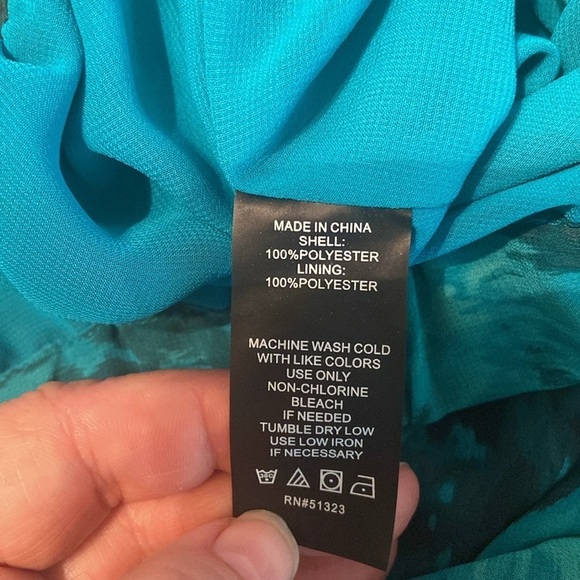 MADE IN CHINA
SHELL:
100%POLYESTER
LINING:
100%POLYESTER
MACHINE WASH COLD
WITH LIKE COLORS
USE ONLY
NON-CHLORINE
BLEACH
IF NEEDED
TUMBLE DRY LOW
USE LOW IRON
IF NECESSARY
RN#51323